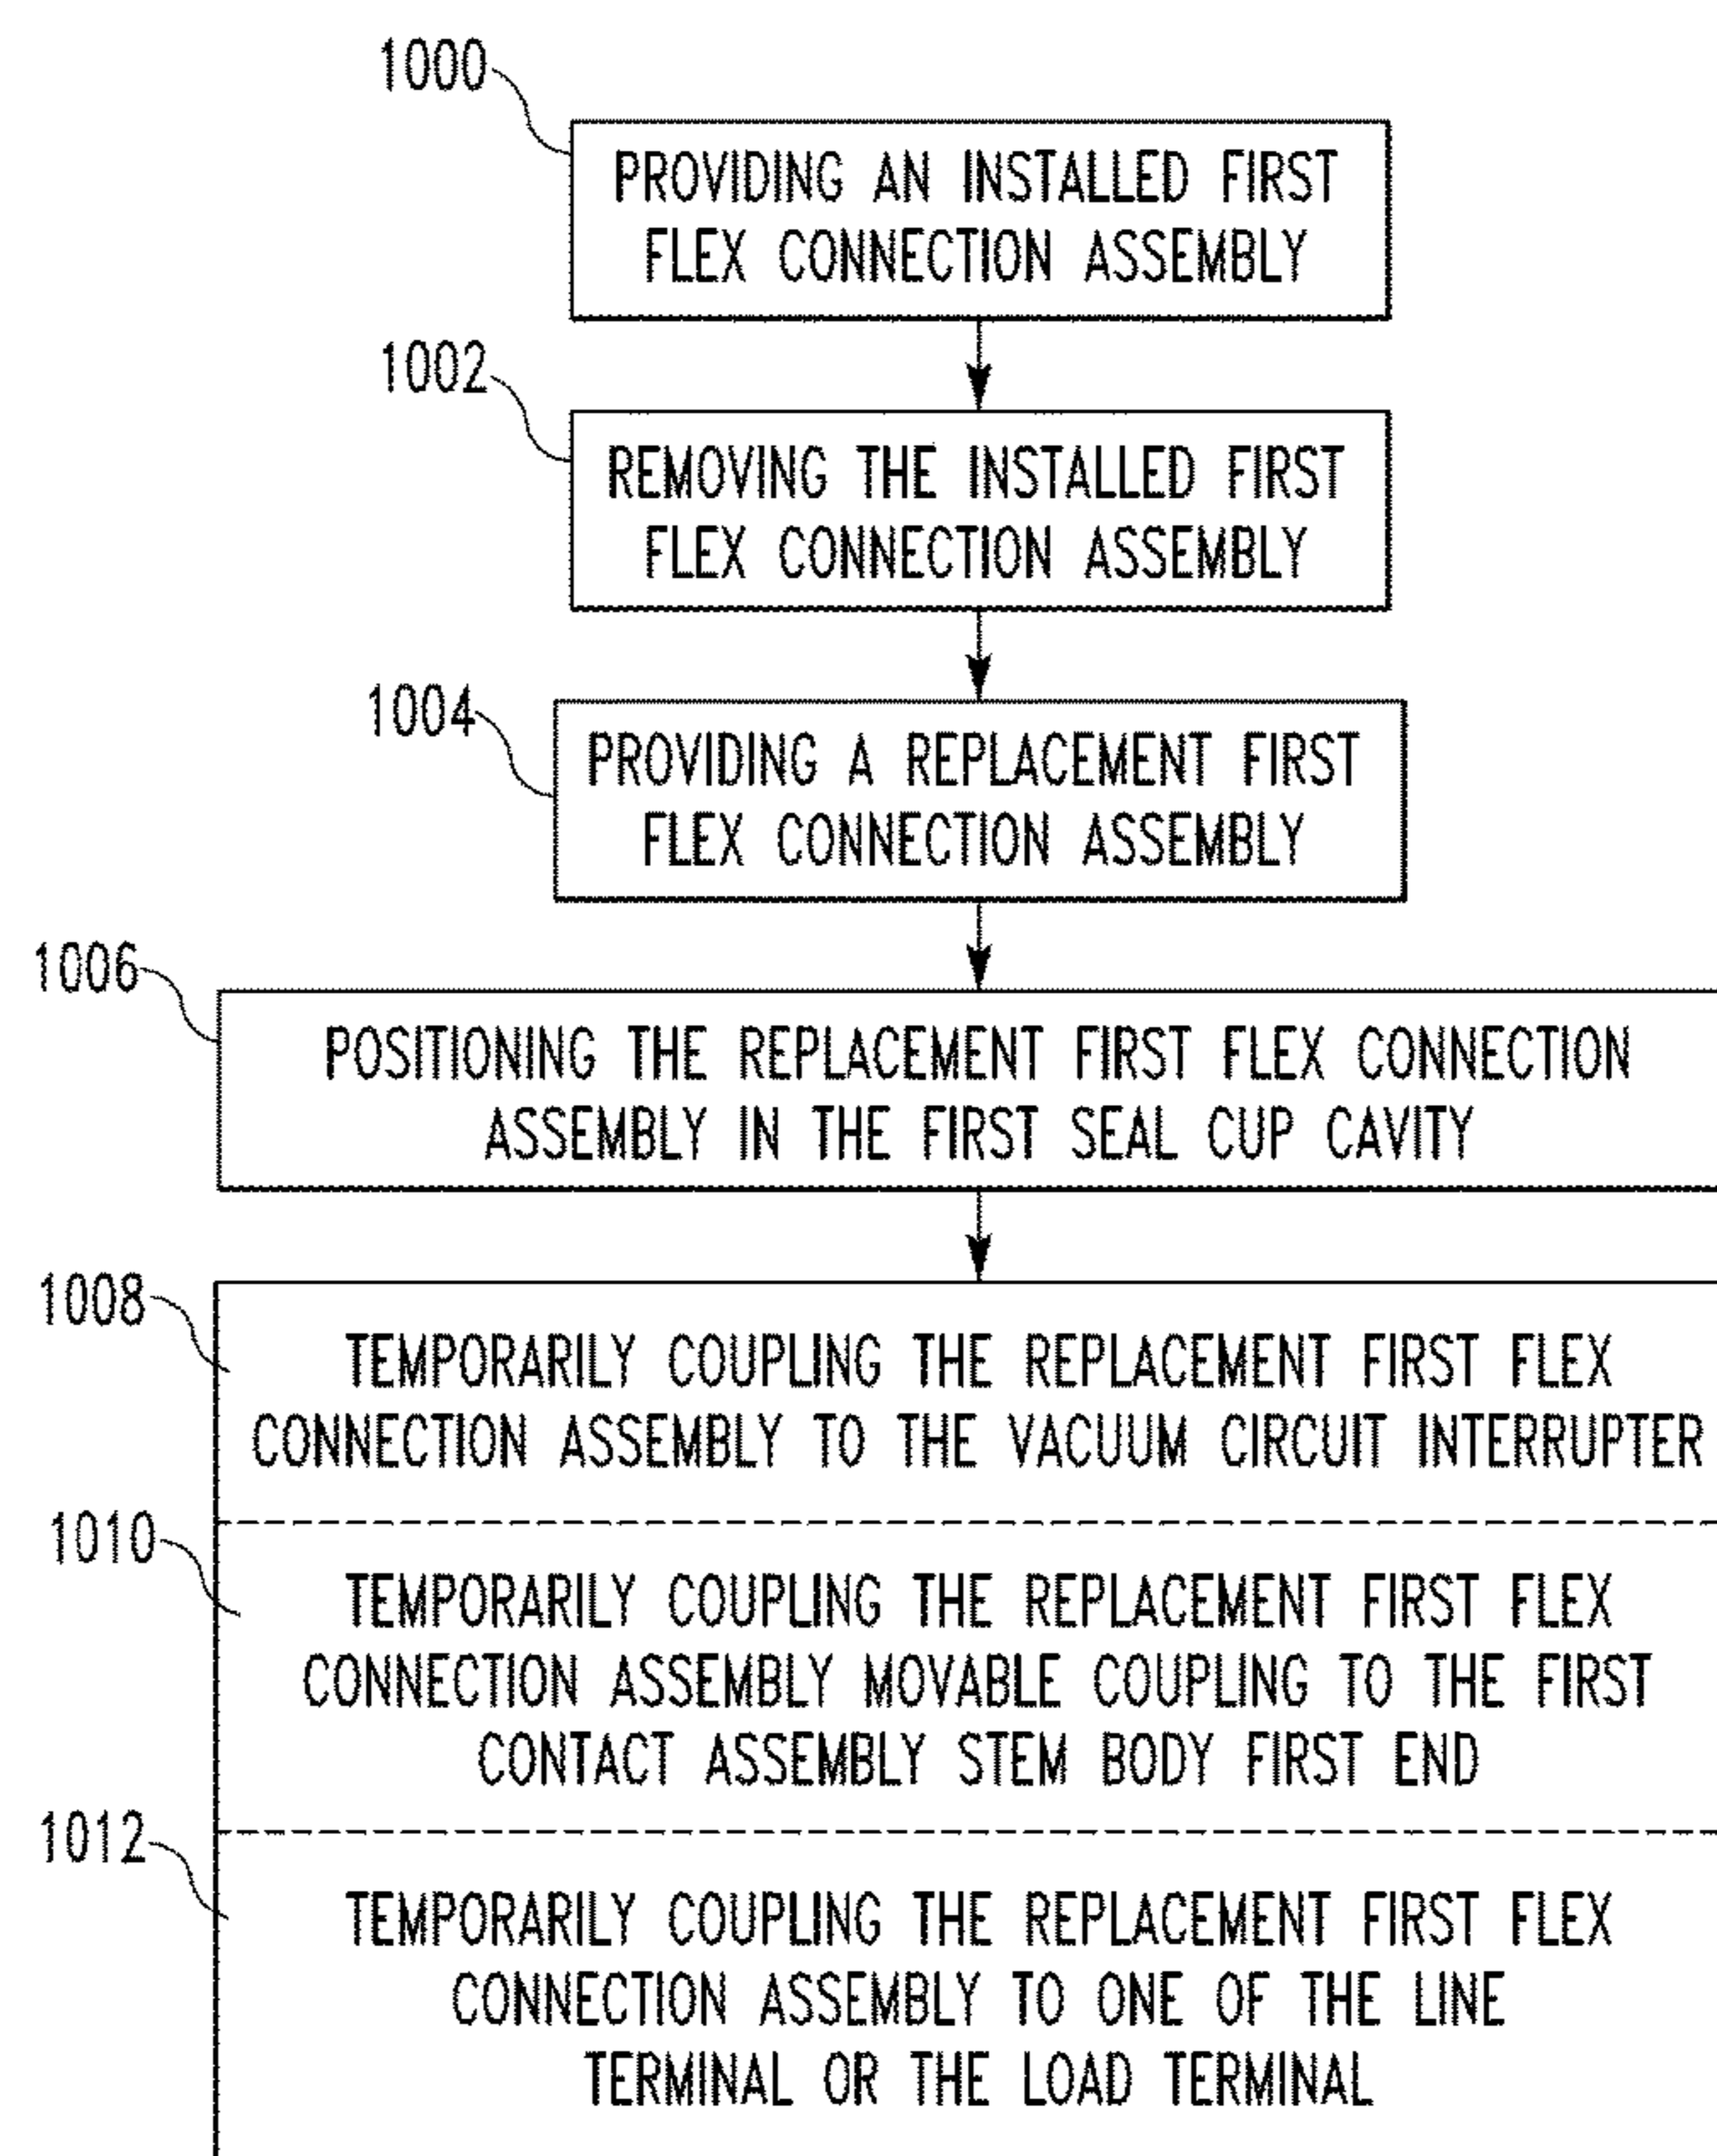 1000
PROVIDING AN INSTALLED FIRST
FLEX CONNECTION ASSEMBLY
1002
REMOVING THE INSTALLED FIRST
FLEX CONNECTION ASSEMBLY
1004
PROVIDING A REPLACEMENT FIRST
FLEX CONNECTION ASSEMBLY
1006
POSITIONING THE REPLACEMENT FIRST FLEX CONNECTION
ASSEMBLY IN THE FIRST SEAL CUP CAVITY
1008
TEMPORARILY COUPLING THE REPLACEMENT FIRST FLEX
CONNECTION ASSEMBLY TO THE VACUUM CIRCUIT INTERRUPTER
1010
TEMPORARILY COUPLING THE REPLACEMENT FIRST FLEX
CONNECTION ASSEMBLY MOVABLE COUPLING TO THE FIRST
CONTACT ASSEMBLY STEM BODY FIRST END
1012
TEMPORARILY COUPLING THE REPLACEMENT FIRST FLEX
CONNECTION ASSEMBLY TO ONE OF THE LINE
TERMINAL OR THE LOAD TERMINAL